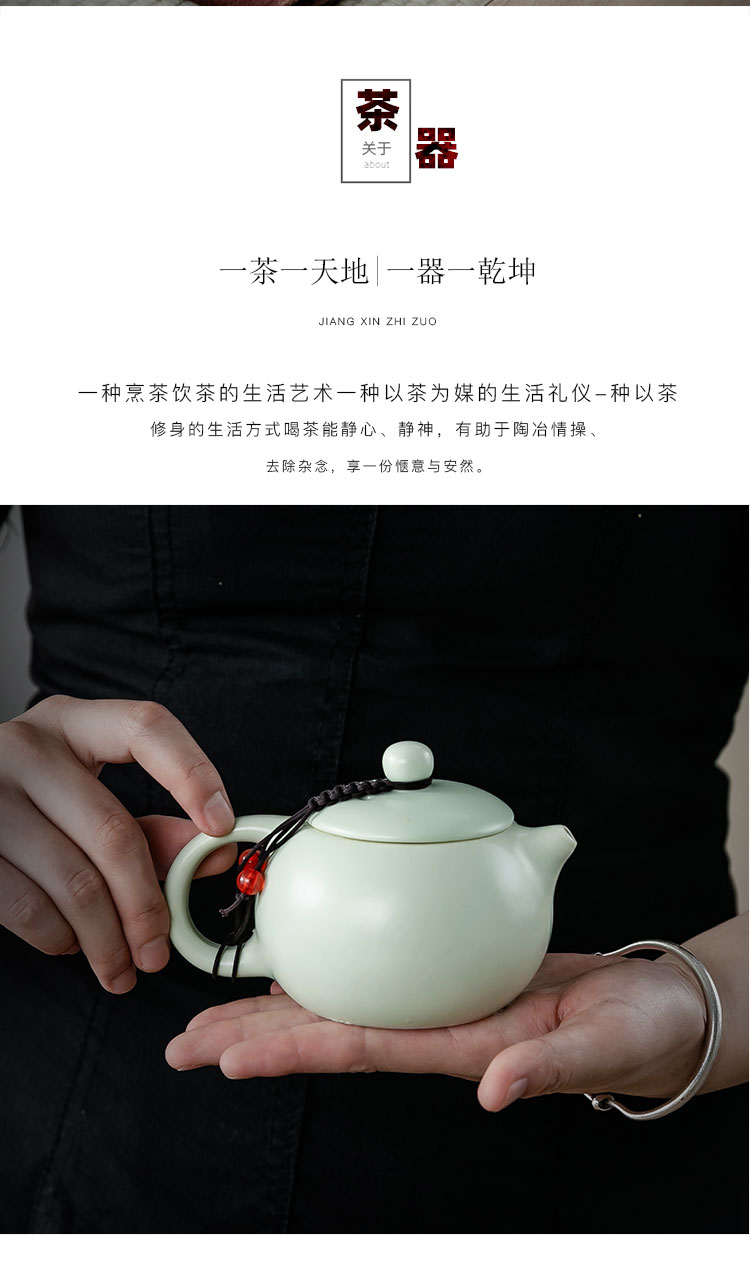 茶
关于
about
器
一茶一天地|一器一乾坤
JIANG XIN ZHI ZUO
一种烹茶饮茶的生活艺术一种以茶为媒的生活礼仪–种以茶
修身的生活方式喝茶能静心、静神，有助于陶冶情操、
去除杂念，享一份惬意与安然。